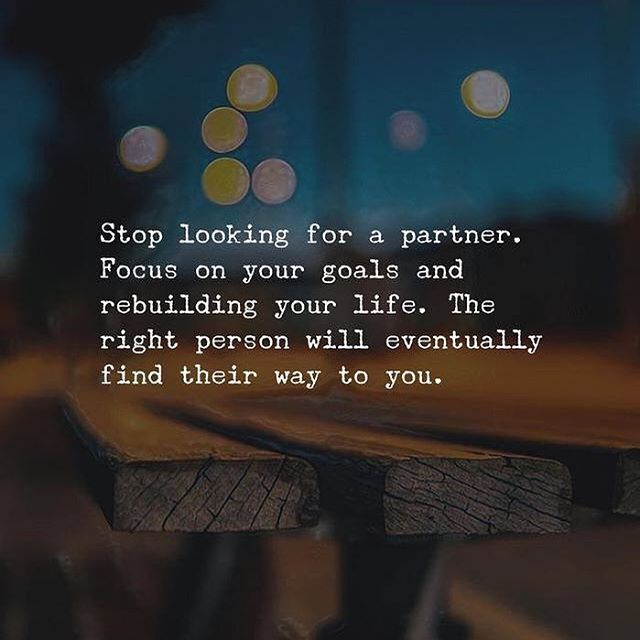 Stop looking for a partner.
Focus on your goals and
rebuilding your life. The
right person will eventually
find their way to you.